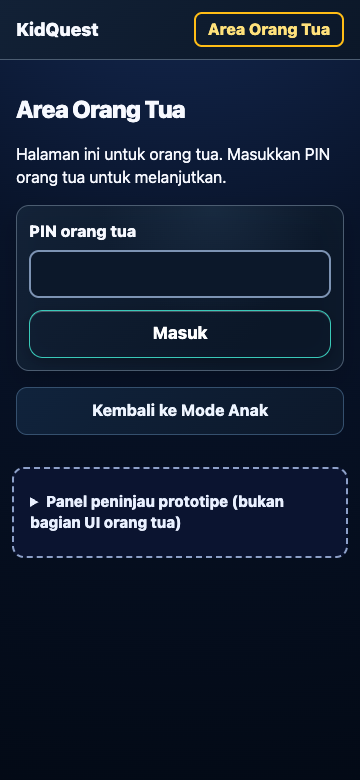 KidQuest
Area Orang Tua
Area Orang Tua
Halaman ini untuk orang tua. Masukkan PIN
orang tua untuk melanjutkan.
PIN orang tua
Masuk
Kembali ke Mode Anak
Panel peninjau prototipe (bukan
bagian UI orang tua)